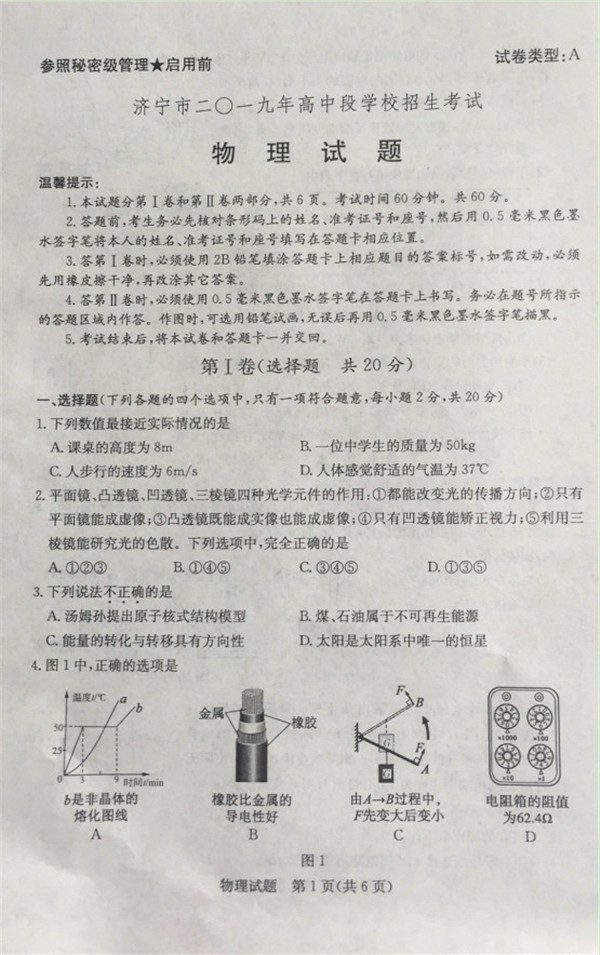 参照秘密级管理★启用前
试卷类型:A
济宁市二〇一九年高中段学校招生考试
物 理 试 题
温馨提示:
1.本试题分第Ⅰ卷和第Ⅱ卷两部分,共6页。考试时间60分钟。共60分。
2.答题前,考生务必先核对条形码上的姓名、准考证号和座号,然后用0.5毫米黑色墨
水签字笔将本人的姓名、准考证号和座号填写在答题卡相应位置。
3.答第Ⅰ卷时,必须使用2B铅笔填涂答题卡上相应题目的答案标号,如需改动,必须
先用橡皮擦干净,再改涂其它答案。
4.答第Ⅱ卷时,必须使用0.5毫米黑色墨水签字笔在答题卡上书写。务必在题号所指示
的答题区域内作答。作图时,可选用铅笔试画,无误后再用0.5毫米黑色墨水签字笔描黑。
5.考试结束后,将本试卷和答题卡一并交回。
第Ⅰ卷(选择题 共20分)
一、选择题(下列各题的四个选项中,只有一项符合题意,每小题2分,共20分)
1.下列数值最接近实际情况的是
A.课桌的高度为8m B.一位中学生的质量为50kg
C.人步行的速度为6m/s D.人体感觉舒适的气温为37℃
2.平面镜、凸透镜、凹透镜、三棱镜四种光学元件的作用:①都能改变光的传播方向;②只有
平面镜能成虚像;③凸透镜既能成实像也能成虚像;④只有凹透镜能矫正视力;⑤利用三
棱镜能研究光的色散。下列选项中,完全正确的是
A.①②③ B.①④⑤ C.③④⑤ D.①③⑤
3.下列说法不正确的是
A.汤姆孙提出原子核式结构模型 B.煤、石油属于不可再生能源
C.能量的转化与转移具有方向性 D.太阳是太阳系中唯一的恒星
4.图1中,正确的选项是
温度t/℃
a
b
50
25
0 3 9 时间t/min
b是非晶体的
熔化图线
A
金属
橡胶
橡胶比金属的
导电性好
B
F
B
G
F
A
G
由A→B过程中,
F先变大后变小
C
×1000 ×100
×10 ×1
电阻箱的阻值
为62.4Ω
D
图1
物理试题 第1页(共6页)